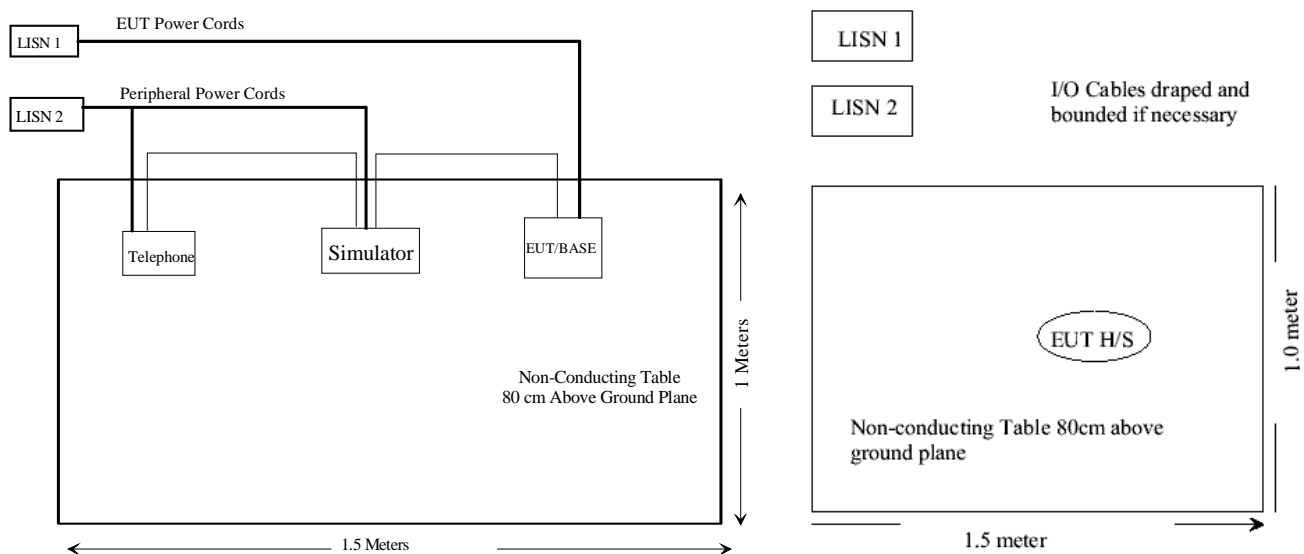 EUT Power Cords
LISN 1
Peripheral Power Cords
LISN 2
Telephone
Simulator
EUT/BASE
Non-Conducting Table
80 cm Above Ground Plane
1 Meters
1.5 Meters
LISN 1
LISN 2
I/O Cables draped and
bounded if necessary
EUT H/S
Non-conducting Table 80cm above
ground plane
1.0 meter
1.5 meter